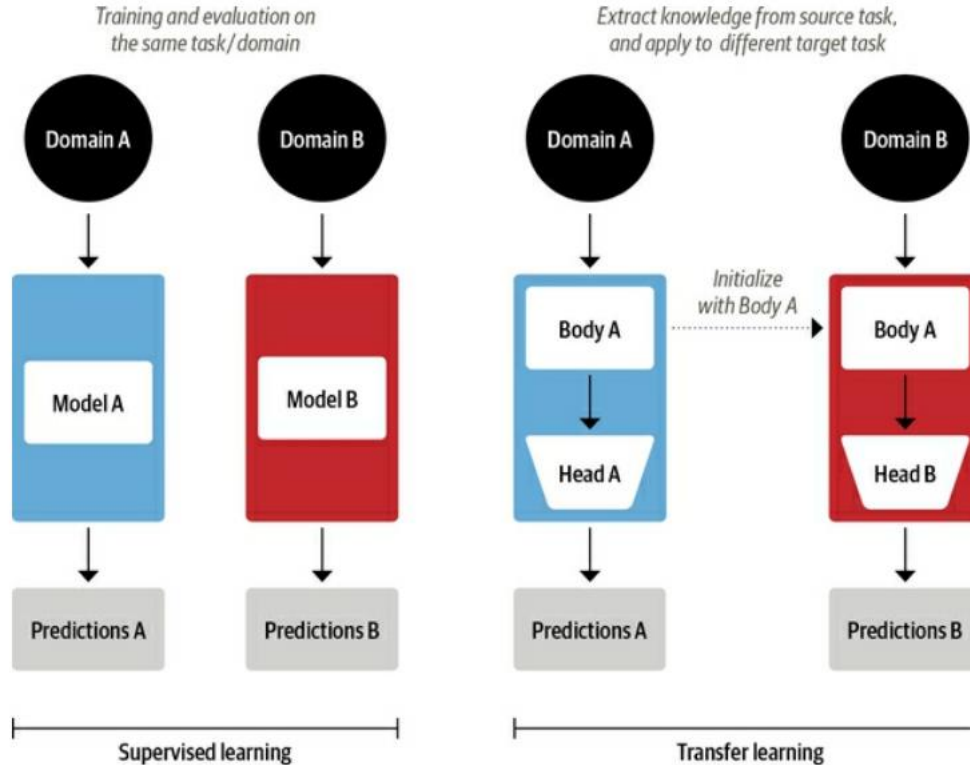 Training and evaluation on
the same task/domain
Extract knowledge from source task,
and apply to different target task
Domain A
Domain B
Domain A
Domain B
Initialize
with Body A
Body A
Body A
Model A
Model B
Head A
Head B
Predictions A
Predictions B
Predictions A
Predictions B
Supervised learning
Transfer learning